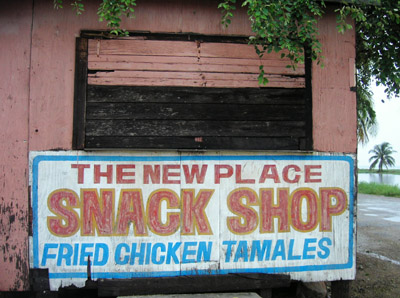 THE NEW PLACE
SNACK SHOP
FRIED CHICKEN TAMALES